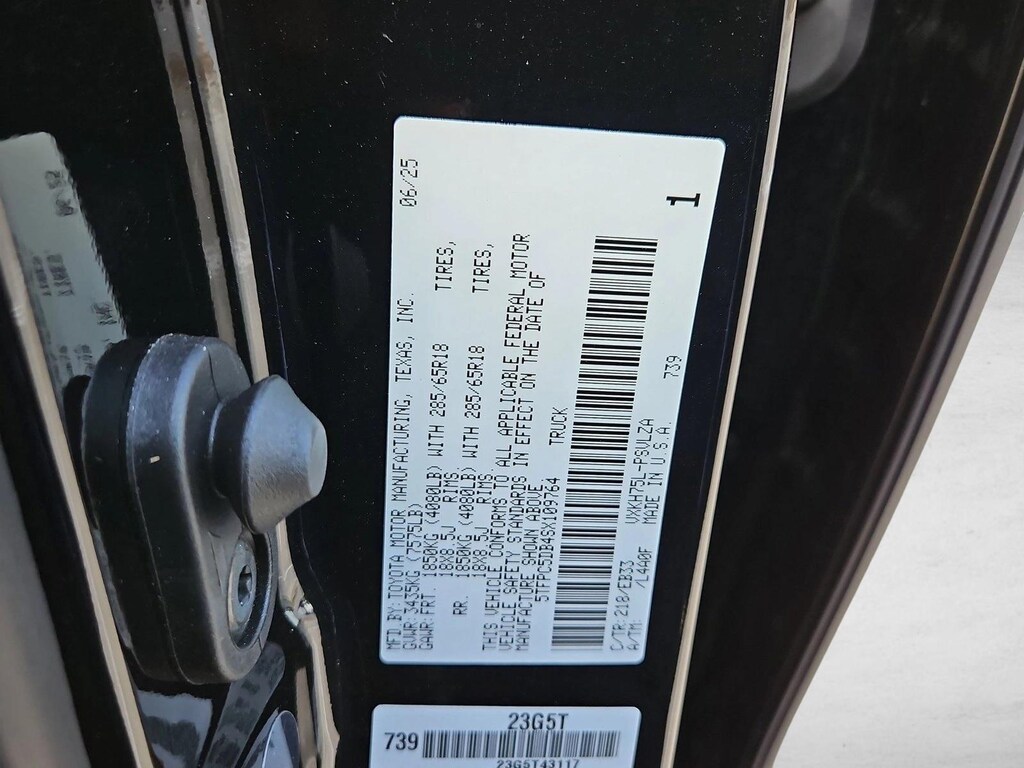 MFD.BY:TOYOTA MOTOR MANUFACTURING, TEXAS, INC. 06/25
GVWR:3435KG (7575LB)
GAWR:FRT. 1850KG (4080LB) WITH 285/65R18 TIRES,
18X8.5J RIMS
RR. 1850KG (4080LB) WITH 285/65R18 TIRES,
18X8.5J RIMS
THIS VEHICLE CONFORMS TO ALL APPLICABLE FEDERAL MOTOR
VEHICLE SAFETY STANDARDS IN EFFECT ON THE DATE OF
MANUFACTURE SHOWN ABOVE.
5TFPC5DB4SX109764 TRUCK
1
C/TR:218/EB33 VXKH75L-PSVLZA 739
A/TM: /L4A0F MADE IN U.S.A.
23G5T
739
23G5T43117